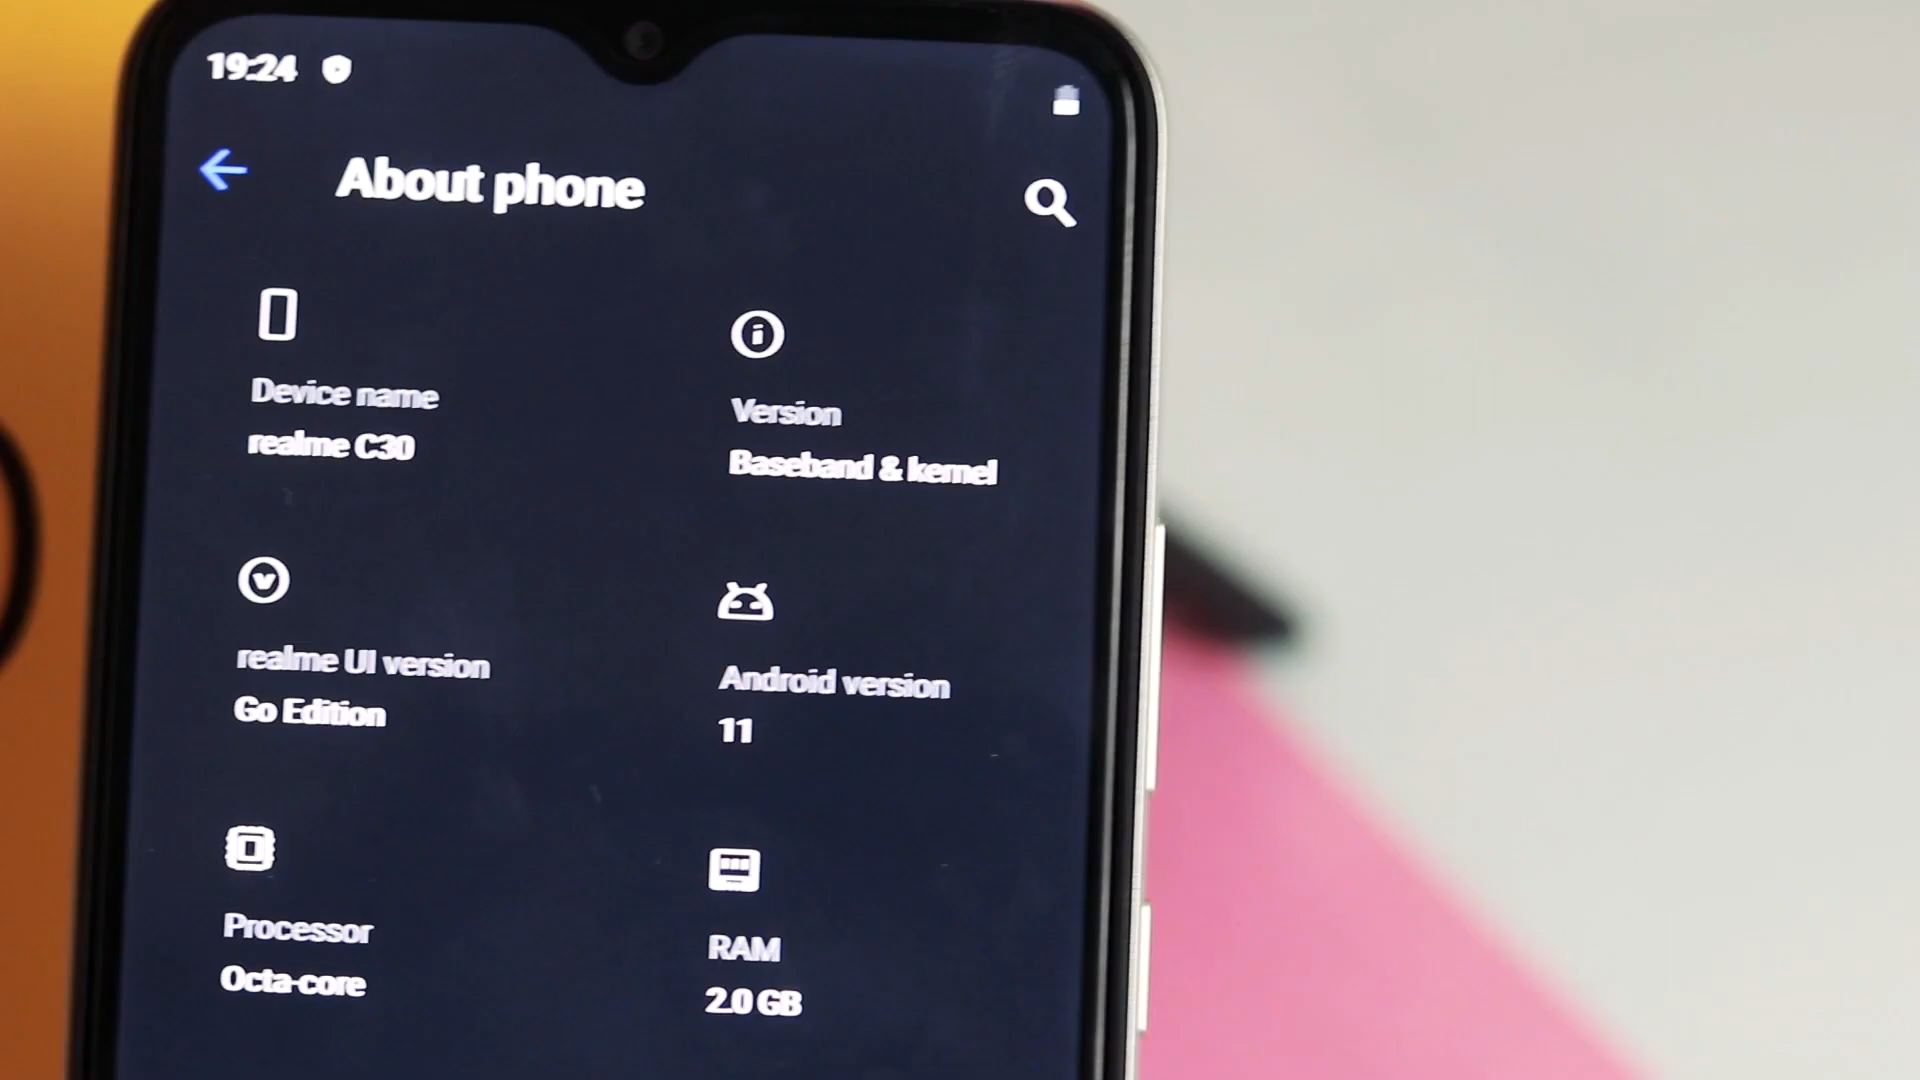 19:24
About phone
Device name
realme C30
Version
Baseband & kernel
realme UI version
Go Edition
Android version
11
Processor
Octa-core
RAM
2.0 GB